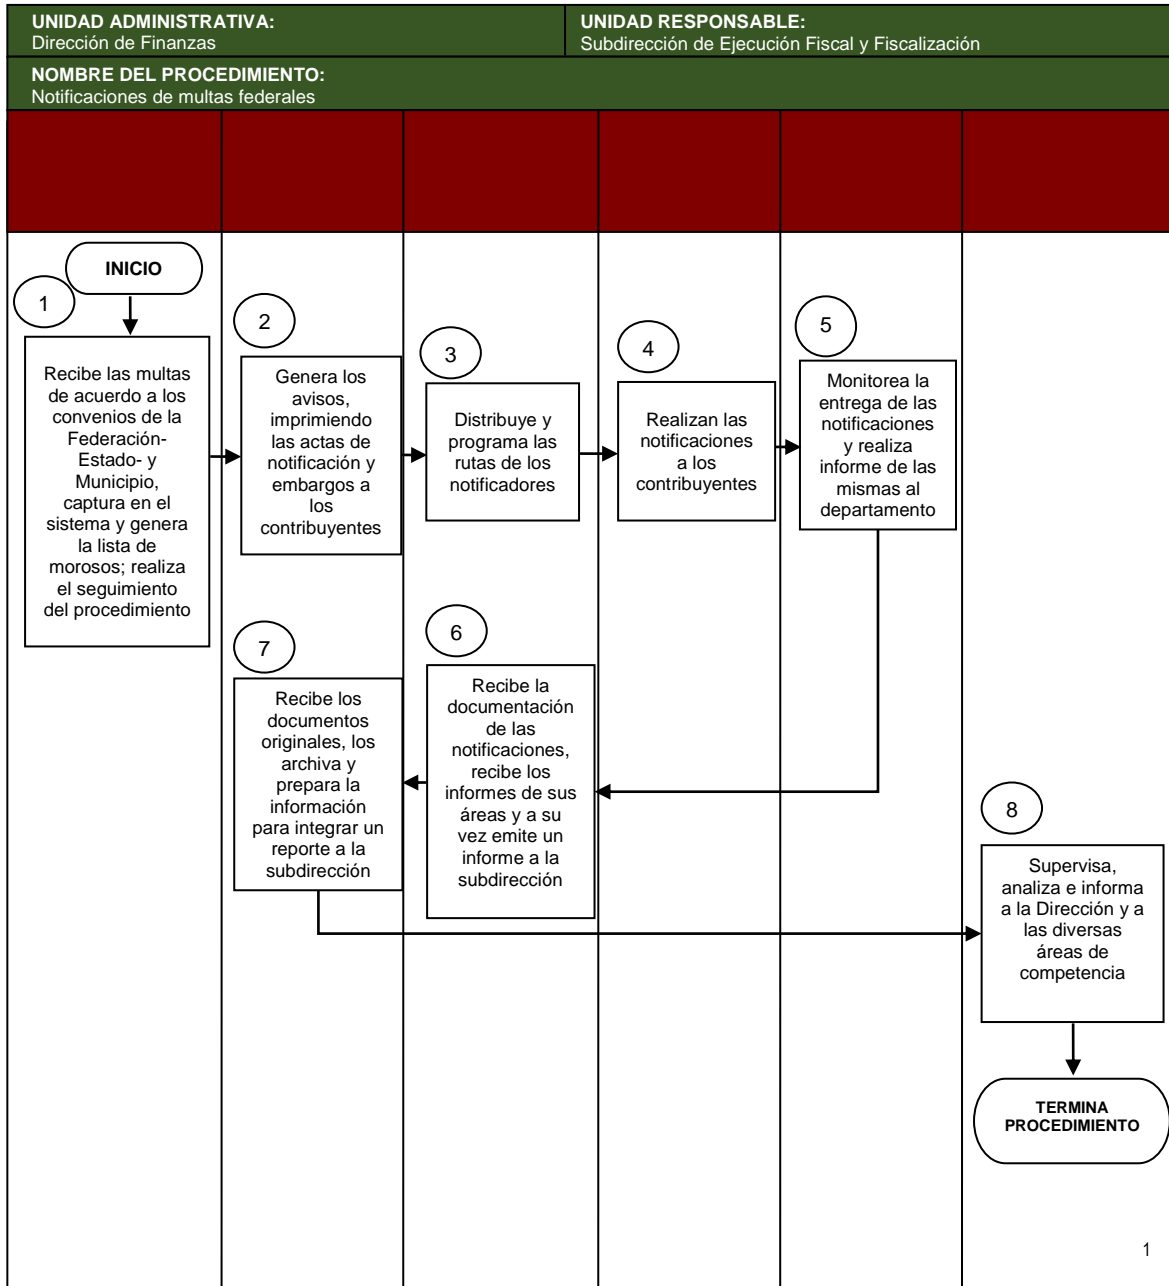 UNIDAD ADMINISTRATIVA:
Dirección de Finanzas
UNIDAD RESPONSABLE:
Subdirección de Ejecución Fiscal y Fiscalización
NOMBRE DEL PROCEDIMIENTO:
Notificaciones de multas federales
INICIO
1
Recibe las multas
de acuerdo a los
convenios de la
Federación-
Estado- y
Municipio,
captura en el
sistema y genera
la lista de
morosos; realiza
el seguimiento
del procedimiento
2
Genera los
avisos,
imprimiendo
las actas de
notificación y
embargos a
los
contribuyentes
3
Distribuye y
programa las
rutas de los
notificadores
4
Realizan las
notificaciones
a los
contribuyentes
5
Monitorea la
entrega de las
notificaciones
y realiza
informe de las
mismas al
departamento
6
Recibe la
documentación
de las
notificaciones,
recibe los
informes de sus
áreas y a su
vez emite un
informe a la
subdirección
7
Recibe los
documentos
originales, los
archiva y
prepara la
información
para integrar un
reporte a la
subdirección
8
Supervisa,
analiza e informa
a la Dirección y a
las diversas
áreas de
competencia
TERMINA
PROCEDIMIENTO
1